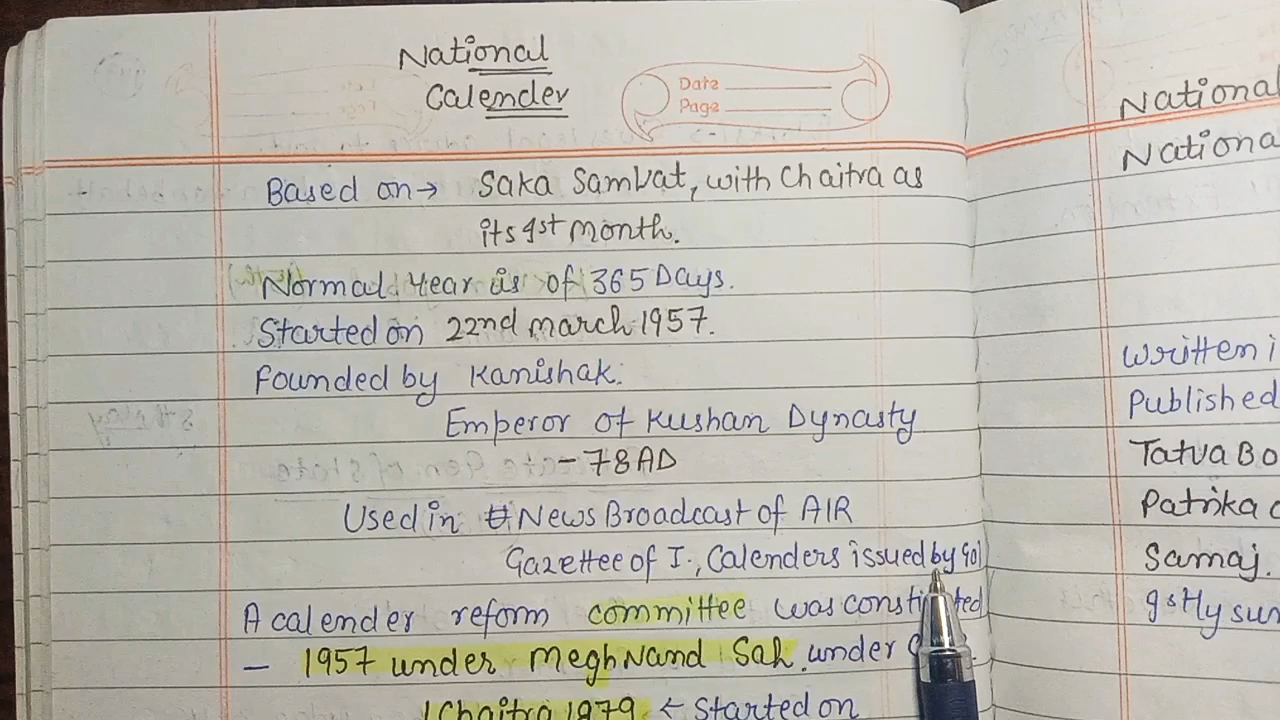 National
Calender
Date
Page
Based on → Saka Samvat, with Chaitra as
its 1st month.
Normal Year is of 365 Days.
Started on 22nd march 1957.
Founded by Kanishak.
Emperor of Kushan Dynasty
- 78AD
Used in News Broadcast of AIR
Gazettee of I., Calenders issued by GoI
A calender reform committee was constituted
- 1957 under Meghnand Sah. under
1 Chaitra 1879 ← Started on
National
Nationa
Written i
Published
Tatva Bo
Patrika
Samaj.